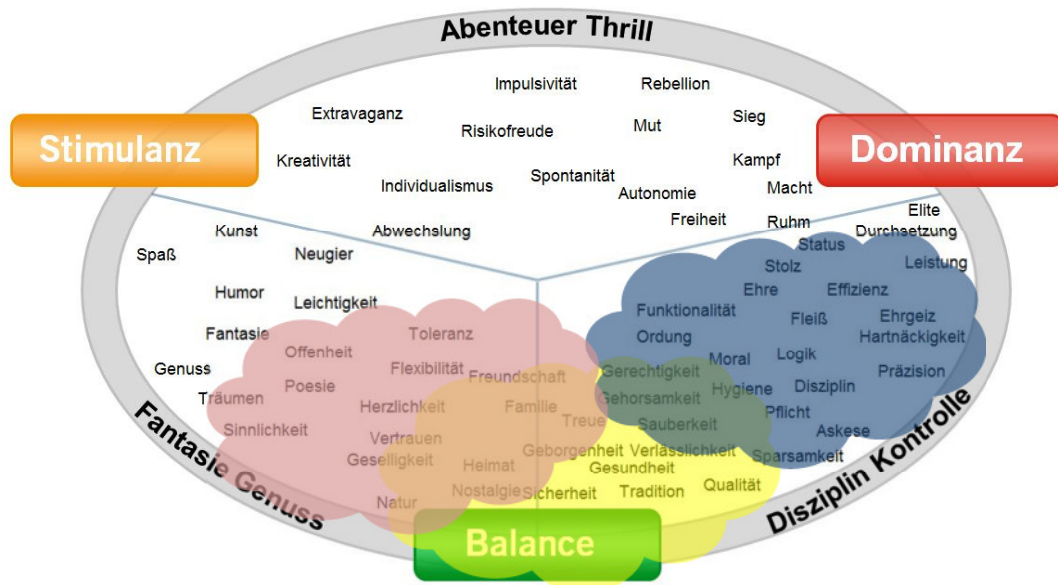 Abenteuer Thrill
Impulsivität
Rebellion
Extravaganz
Risikofreude
Mut
Sieg
Stimulanz
Dominanz
Kreativität
Individualismus
Spontanität
Autonomie
Kampf
Macht
Freiheit
Ruhm
Elite
Kunst
Abwechslung
Durchsetzung
Spaß
Neugier
Status
Stolz
Leistung
Humor
Leichtigkeit
Ehre
Effizienz
Funktionalität
Fleiß
Ehrgeiz
Fantasie
Toleranz
Ordung
Hartnäckigkeit
Offenheit
Moral
Logik
Genuss
Flexibilität
Freundschaft
Gerechtigkeit
Präzision
Träumen
Poesie
Gehorsamkeit
Hygiene
Disziplin
Herzlichkeit
Familie
Treue
Sauberkeit
Pflicht
Sinnlichkeit
Vertrauen
Askese
Geselligkeit
Heimat
Geborgenheit
Verlässlichkeit
Sparsamkeit
Gesundheit
Natur
Nostalgie
Sicherheit
Tradition
Qualität
Fantasie Genuss
Disziplin Kontrolle
Balance